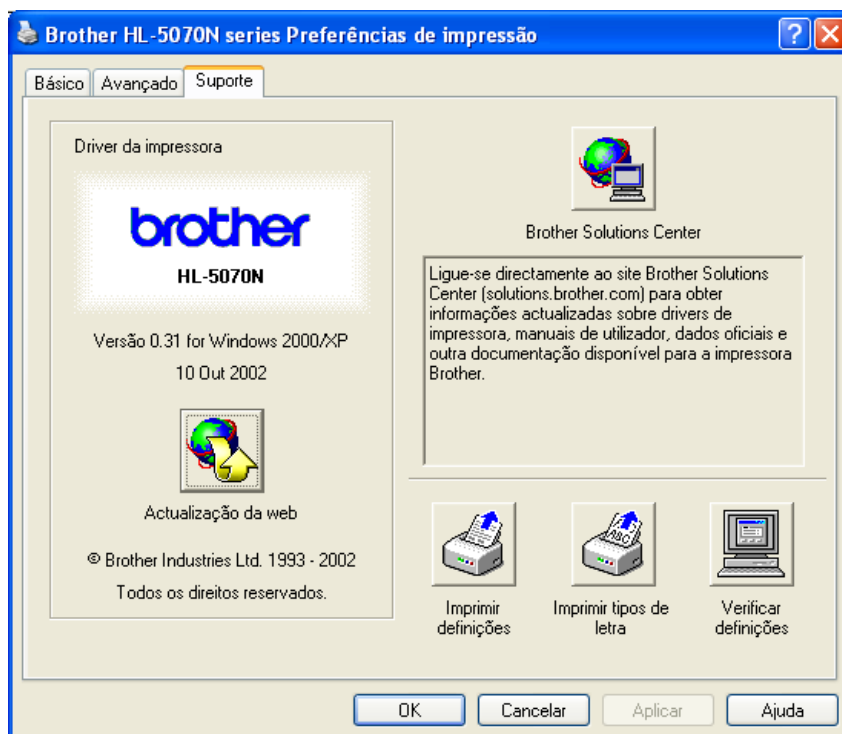 Brother HL-5070N series Preferências de impressão
Básico Avançado Suporte
Driver da impressora
brother
HL-5070N
Versão 0.31 for Windows 2000/XP
10 Out 2002
Actualização da web
© Brother Industries Ltd. 1993 - 2002
Todos os direitos reservados.
Brother Solutions Center
Ligue-se directamente ao site Brother Solutions
Center (solutions.brother.com) para obter
informações actualizadas sobre drivers de
impressora, manuais de utilizador, dados oficiais e
outra documentação disponível para a impressora
Brother.
ABC
Imprimir
definições
Imprimir tipos de
letra
Verificar
definições
OK Cancelar Aplicar Ajuda